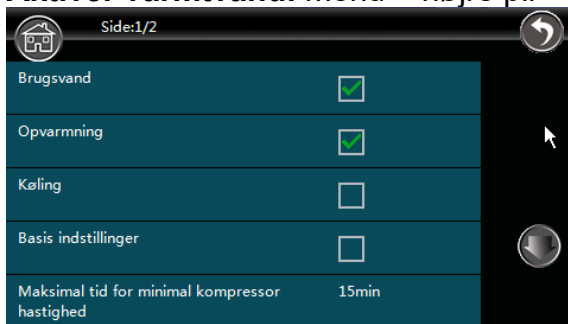 Side:1/2
Brugsvand
Opvarmning
Køling
Basis indstillinger
Maksimal tid for minimal kompressor
hastighed
15min